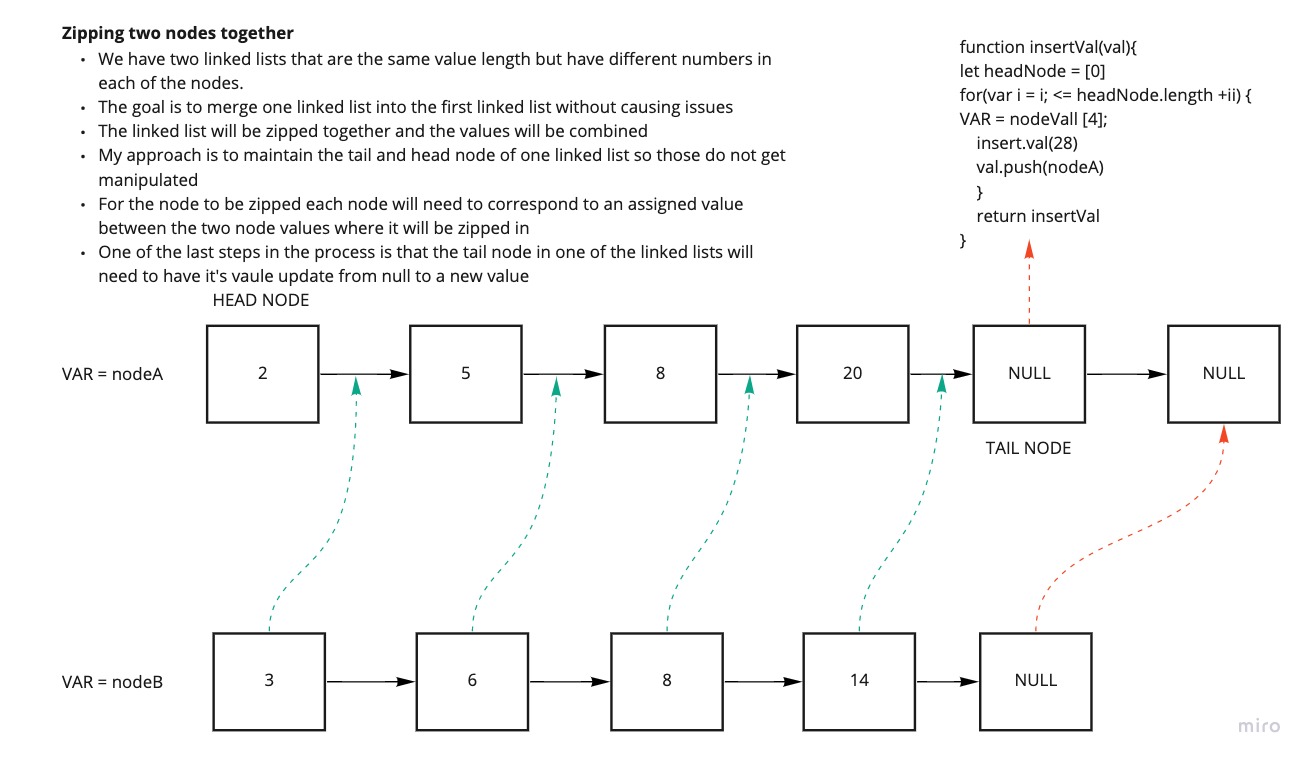 Zipping two nodes together
• We have two linked lists that are the same value length but have different numbers in
each of the nodes.
• The goal is to merge one linked list into the first linked list without causing issues
• The linked list will be zipped together and the values will be combined
• My approach is to maintain the tail and head node of one linked list so those do not get
manipulated
• For the node to be zipped each node will need to correspond to an assigned value
between the two node values where it will be zipped in
• One of the last steps in the process is that the tail node in one of the linked lists will
need to have it's vaule update from null to a new value
function insertVal(val){
let headNode = [0]
for(var i = i; <= headNode.length +ii) {
VAR = nodeVall [4];
insert.val(28)
val.push(nodeA)
}
return insertVal
}
HEAD NODE
VAR = nodeA
2
5
8
20
NULL
NULL
TAIL NODE
VAR = nodeB
3
6
8
14
NULL
miro